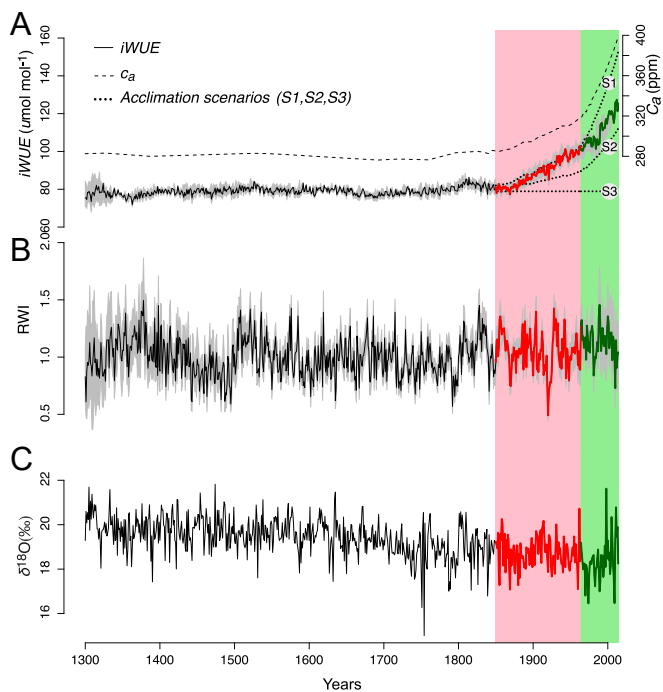 A
160
140
120
100
80
60
iWUE (umol mol⁻¹)
iWUE
cₐ
Acclimation scenarios (S1,S2,S3)
S1
S2
S3
400
360
320
280
Cₐ (ppm)
B
2.0
1.5
1.0
0.5
RWI
C
22
20
18
16
δ¹⁸O(‰)
1300 1400 1500 1600 1700 1800 1900 2000
Years